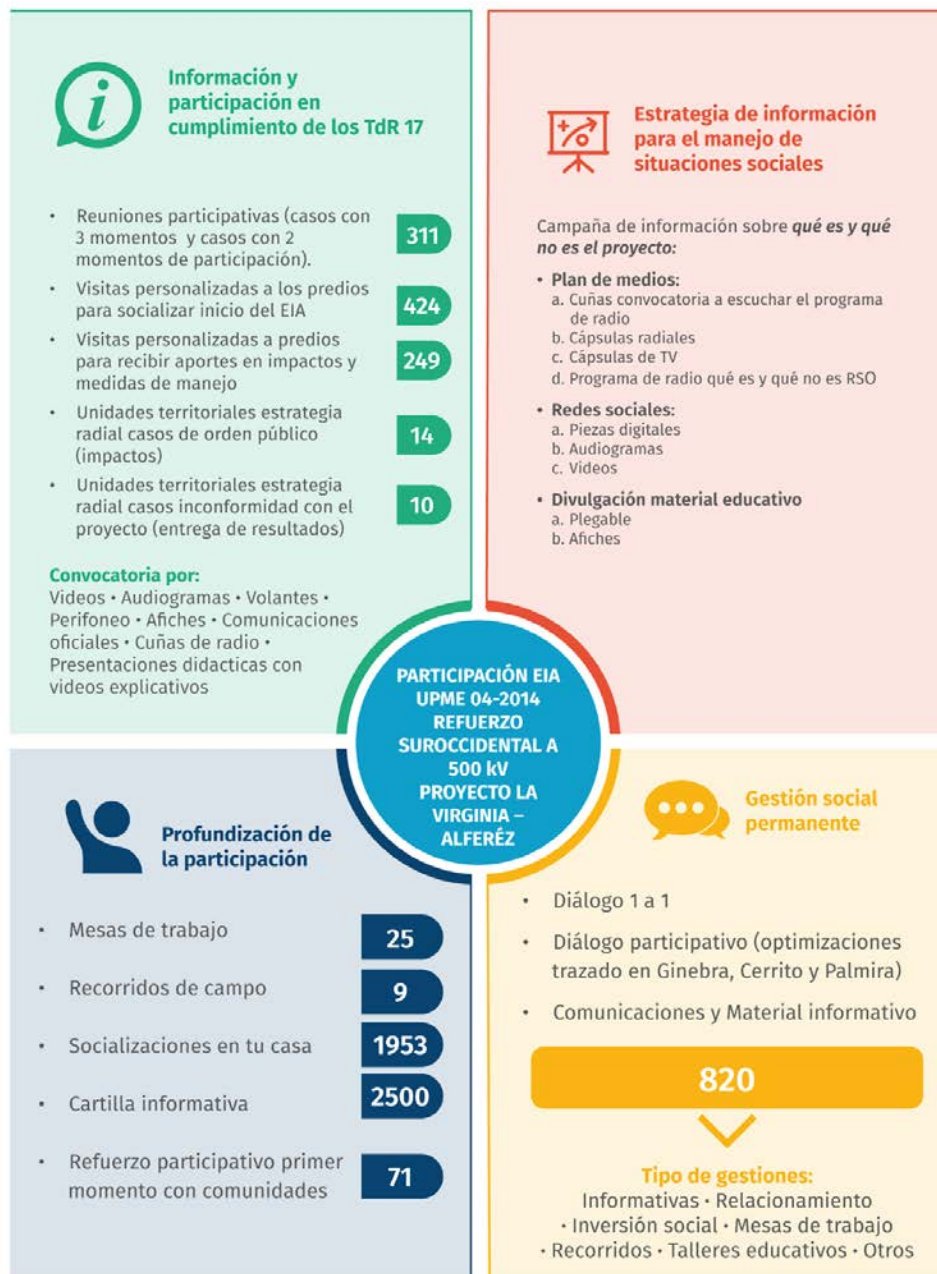 Información y
participación en
cumplimiento de los TdR 17
• Reuniones participativas (casos con
3 momentos y casos con 2
momentos de participación).
311
• Visitas personalizadas a los predios
para socializar inicio del EIA
424
• Visitas personalizadas a predios
para recibir aportes en impactos y
medidas de manejo
249
• Unidades territoriales estrategia
radial casos de orden público
(impactos)
14
• Unidades territoriales estrategia
radial casos inconformidad con el
proyecto (entrega de resultados)
10
Convocatoria por:
Videos • Audiogramas • Volantes •
Perifoneo • Afiches • Comunicaciones
oficiales • Cuñas de radio •
Presentaciones didacticas con
videos explicativos
Estrategia de información
para el manejo de
situaciones sociales
Campaña de información sobre qué es y qué
no es el proyecto:
• Plan de medios:
a. Cuñas convocatoria a escuchar el programa
de radio
b. Cápsulas radiales
c. Cápsulas de TV
d. Programa de radio qué es y qué no es RSO
• Redes sociales:
a. Piezas digitales
b. Audiogramas
c. Videos
• Divulgación material educativo
a. Plegable
b. Afiches
PARTICIPACIÓN EIA
UPME 04-2014
REFUERZO
SUROCCIDENTAL A
500 kV
PROYECTO LA
VIRGINIA –
ALFERÉZ
Profundización de
la participación
• Mesas de trabajo
25
• Recorridos de campo
9
• Socializaciones en tu casa
1953
• Cartilla informativa
2500
• Refuerzo participativo primer
momento con comunidades
71
Gestión social
permanente
• Diálogo 1 a 1
• Diálogo participativo (optimizaciones
trazado en Ginebra, Cerrito y Palmira)
• Comunicaciones y Material informativo
820
Tipo de gestiones:
Informativas • Relacionamiento
• Inversión social • Mesas de trabajo
• Recorridos • Talleres educativos • Otros